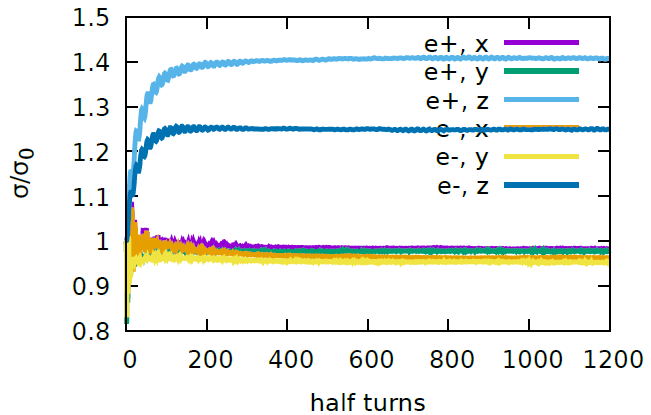 1.5
1.4
1.3
1.2
1.1
1
0.9
0.8
σ/σ0
e+, x
e+, y
e+, z
e-, x
e-, y
e-, z
0 200 400 600 800 1000 1200
half turns